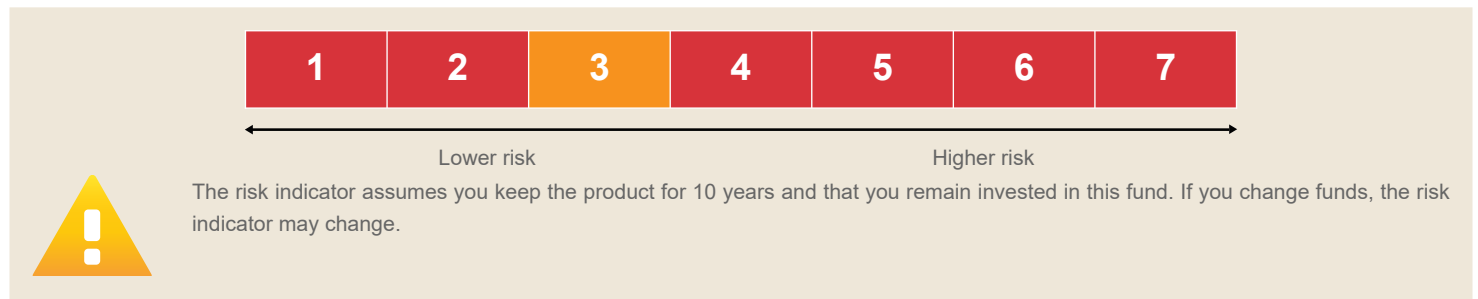 1 2 3 4 5 6 7
Lower risk Higher risk
The risk indicator assumes you keep the product for 10 years and that you remain invested in this fund. If you change funds, the risk
indicator may change.